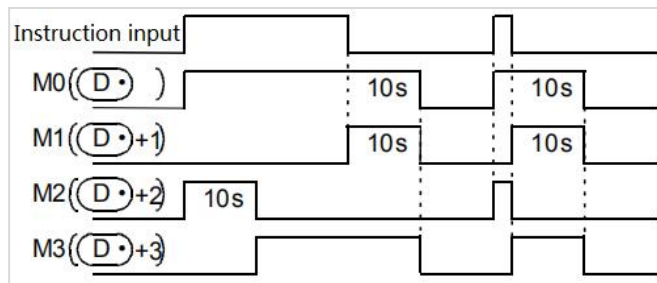 Instruction input
M0( D• ) 10s 10s
M1( D• +1) 10s 10s
M2( D• +2) 10s
M3( D• +3)